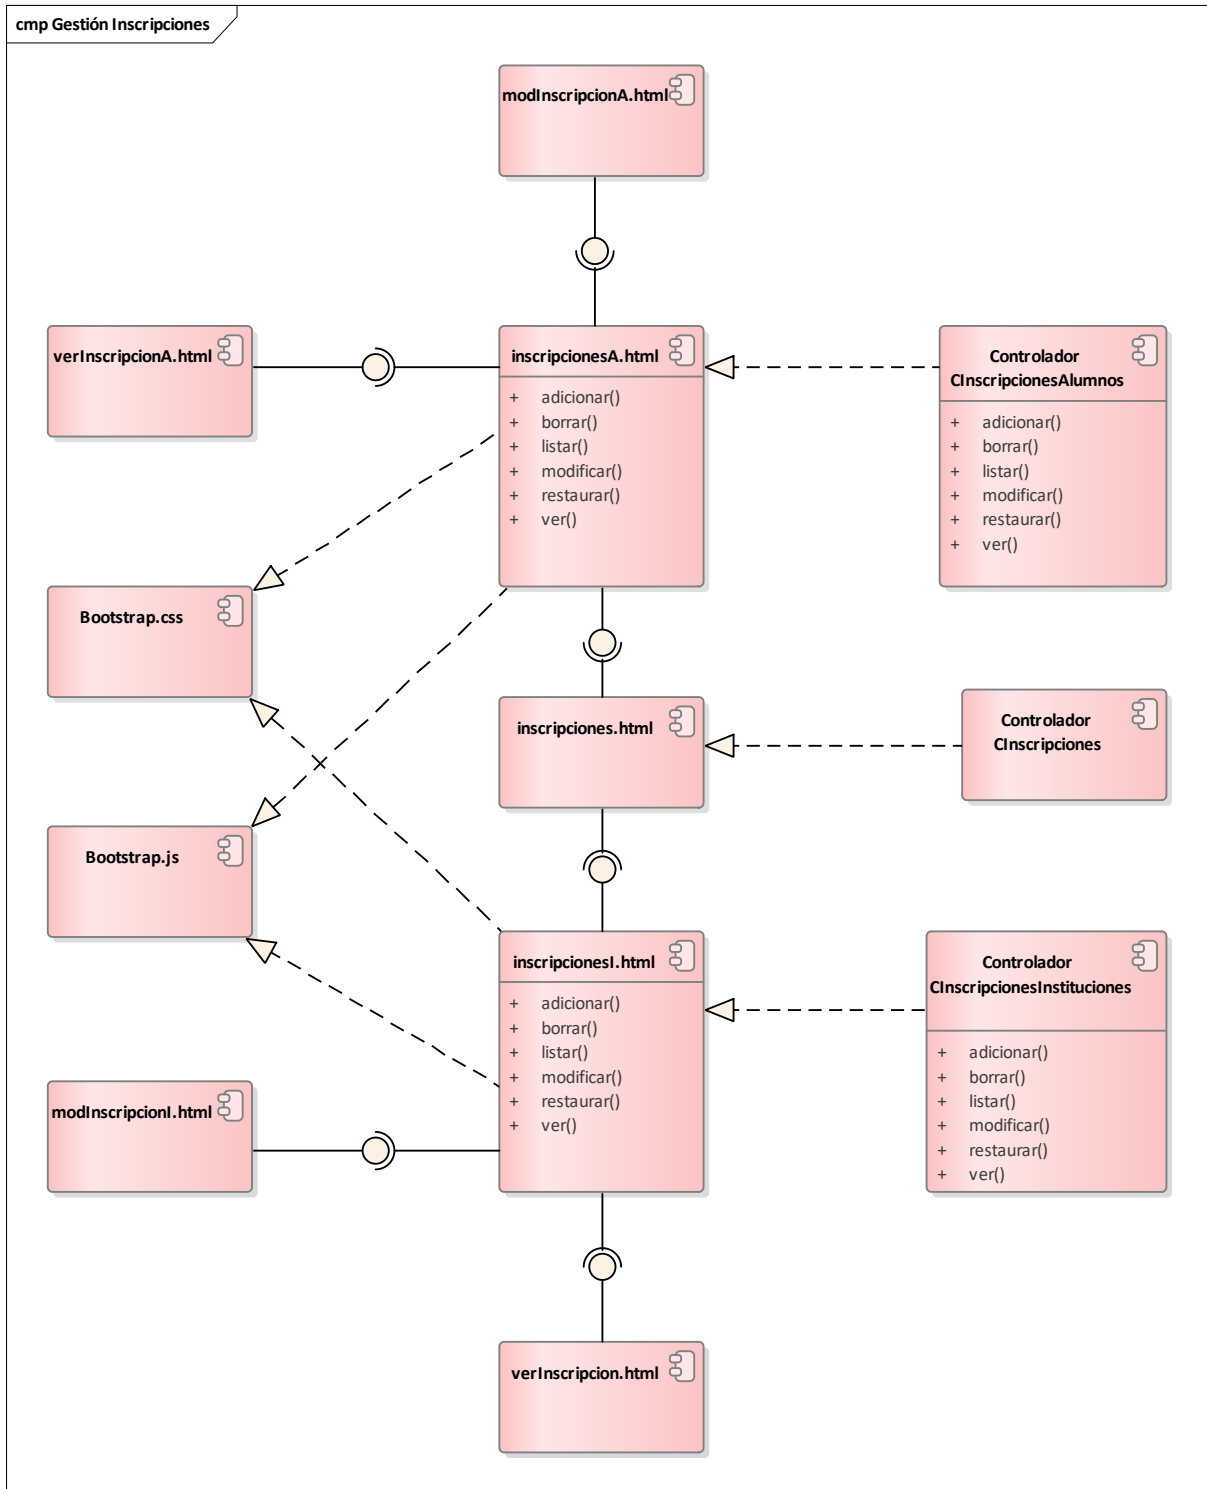 cmp Gestión Inscripciones
modInscripcionA.html
verInscripcionA.html
inscripcionesA.html
+ adicionar()
+ borrar()
+ listar()
+ modificar()
+ restaurar()
+ ver()
Controlador
CInscripcionesAlumnos
+ adicionar()
+ borrar()
+ listar()
+ modificar()
+ restaurar()
+ ver()
Bootstrap.css
inscripciones.html
Controlador
CInscripciones
Bootstrap.js
inscripcionesI.html
+ adicionar()
+ borrar()
+ listar()
+ modificar()
+ restaurar()
+ ver()
Controlador
CInscripcionesInstituciones
+ adicionar()
+ borrar()
+ listar()
+ modificar()
+ restaurar()
+ ver()
modInscripcionI.html
verInscripcion.html